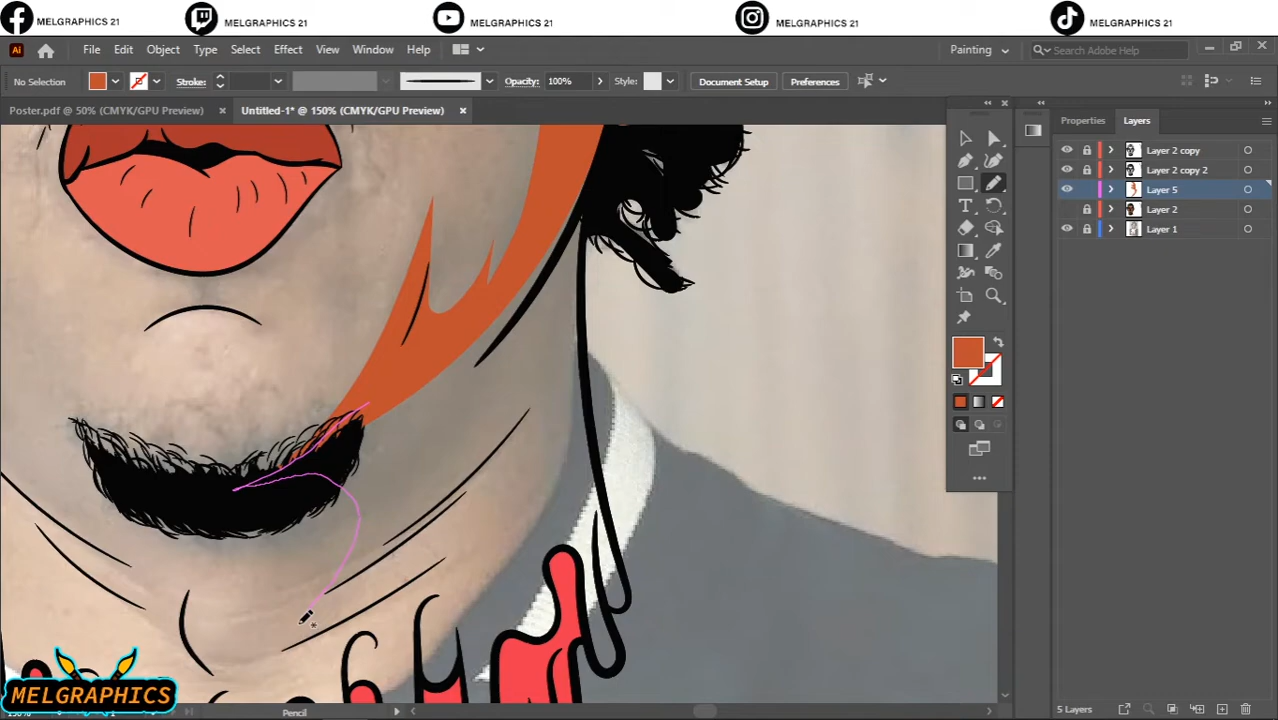 MELGRAPHICS 21 MELGRAPHICS 21 MELGRAPHICS 21 MELGRAPHICS 21 MELGRAPHICS 21
Ai File Edit Object Type Select Effect View Window Help Painting Search Adobe Help
No Selection Stroke: Opacity: 100% Style: Document Setup Preferences
Poster.pdf @ 50% (CMYK/GPU Preview) × Untitled-1* @ 150% (CMYK/GPU Preview) ×
Properties Layers
Layer 2 copy
Layer 2 copy 2
Layer 5
Layer 2
Layer 1
MELGRAPHICS
Pencil
5 Layers